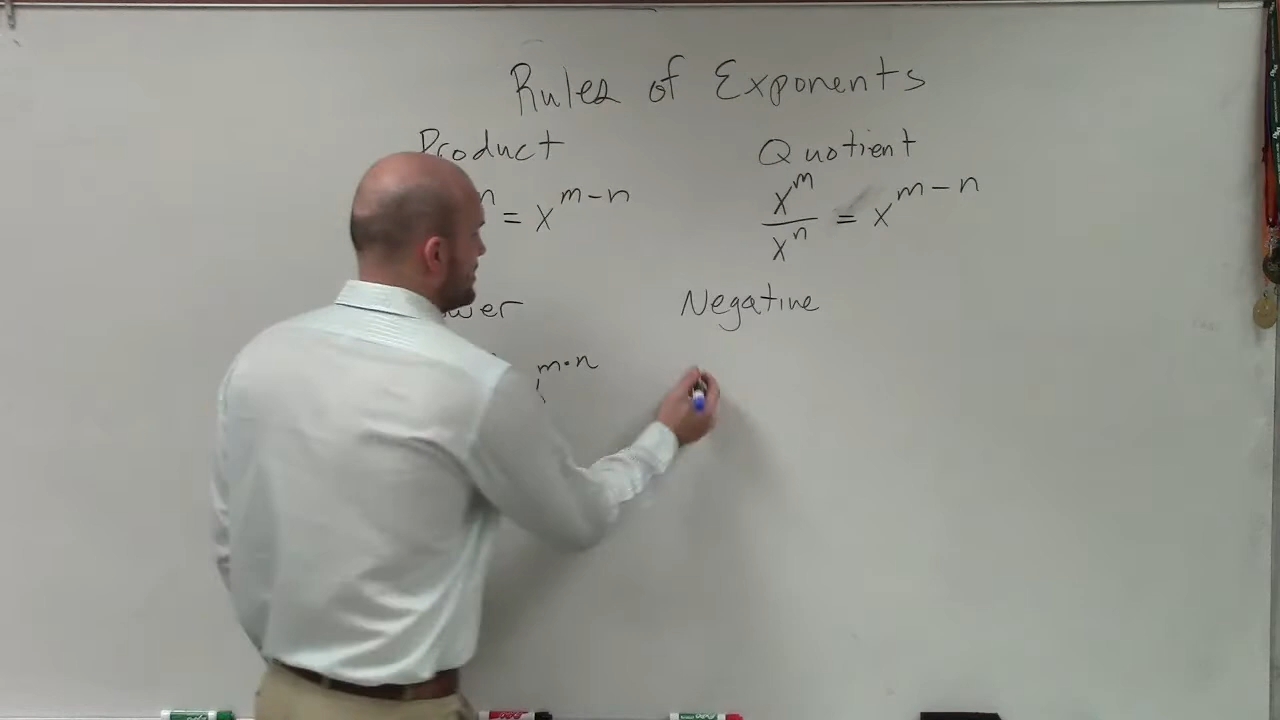 Rules of Exponents
Product
Quotient
n = x^{m-n}
x^m / x^n = x^{m-n}
wer
Negative
m·n